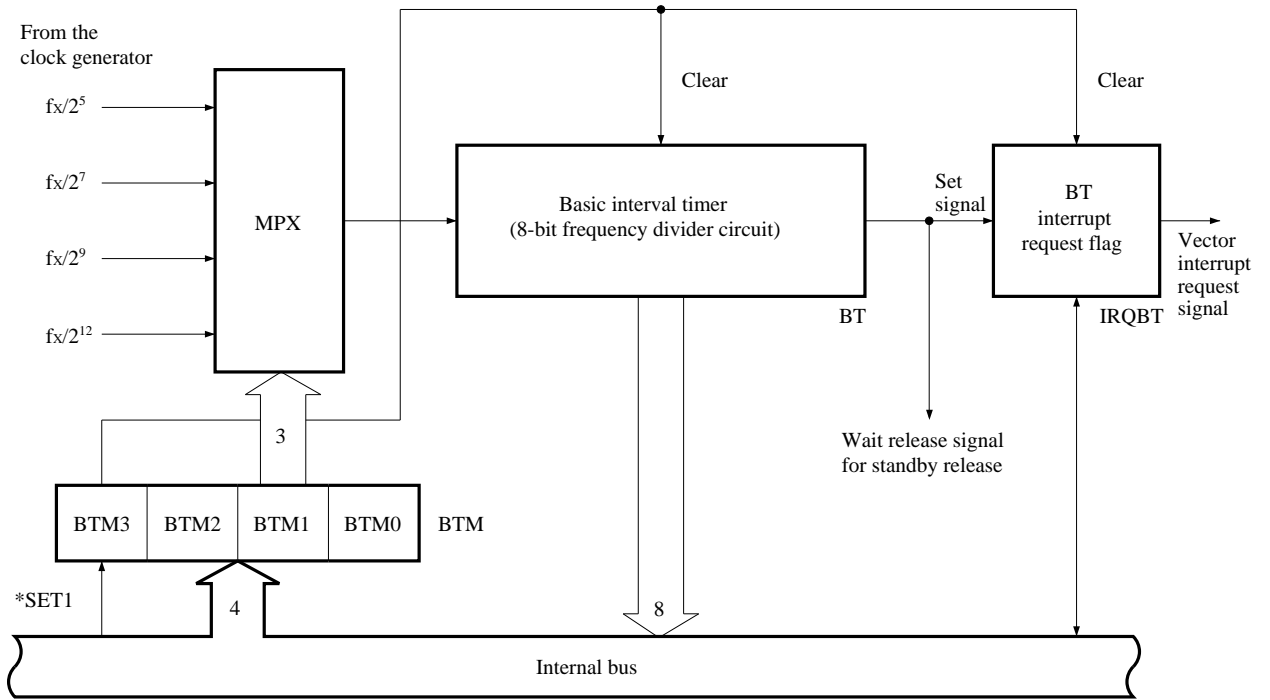 From the
clock generator
fx/2⁵
fx/2⁷
fx/2⁹
fx/2¹²
MPX
Clear
Clear
Basic interval timer
(8-bit frequency divider circuit)
BT
Set
signal
BT
interrupt
request flag
IRQBT
Vector
interrupt
request
signal
Wait release signal
for standby release
3
BTM3
BTM2
BTM1
BTM0
BTM
*SET1
4
8
Internal bus